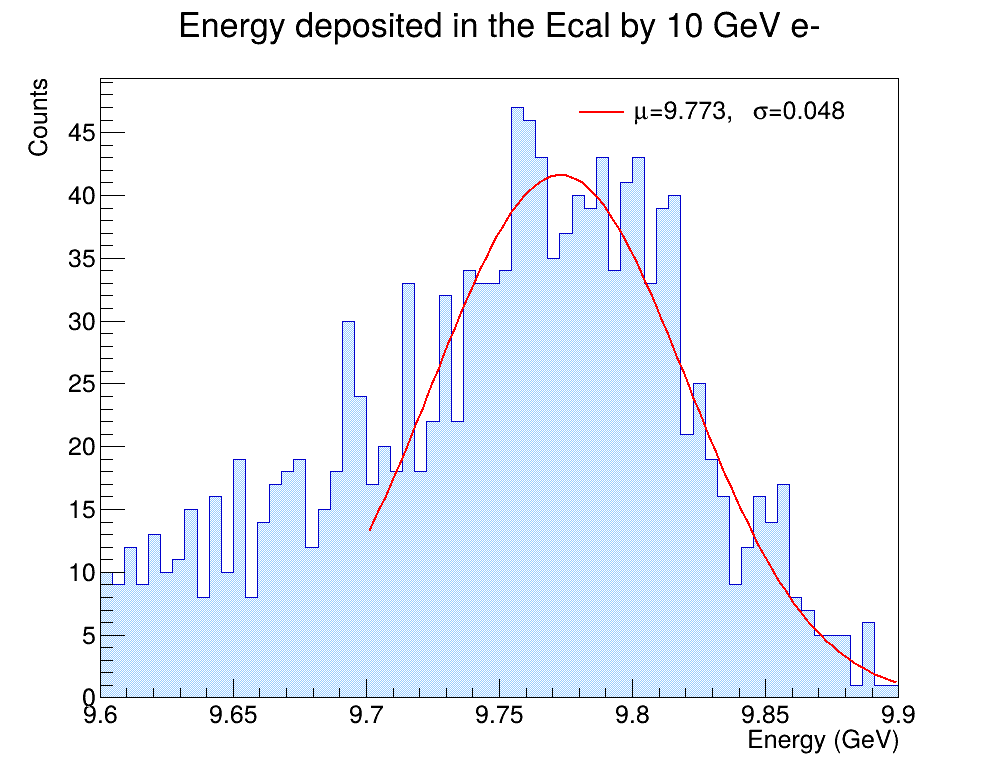 Energy deposited in the Ecal by 10 GeV e-
Counts
μ=9.773, σ=0.048
45
40
35
30
25
20
15
10
5
0
9.6 9.65 9.7 9.75 9.8 9.85 9.9
Energy (GeV)